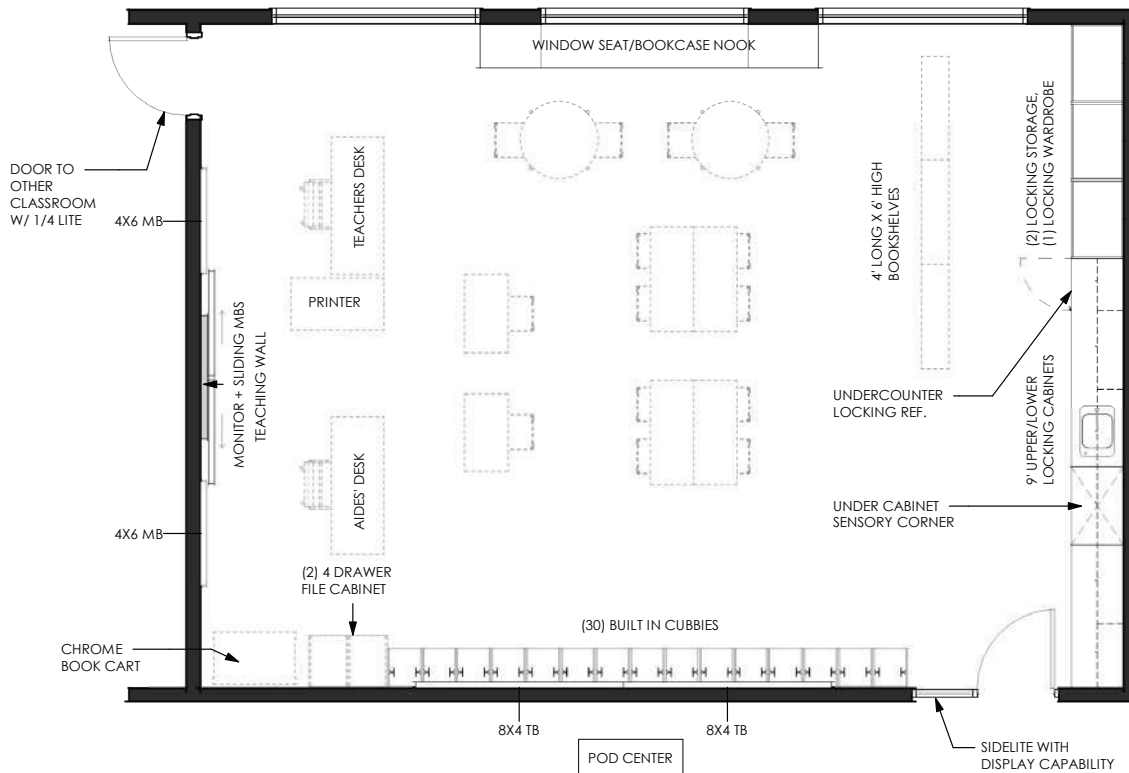 WINDOW SEAT/BOOKCASE NOOK
DOOR TO
OTHER
CLASSROOM
W/ 1/4 LITE
4X6 MB
TEACHERS DESK
PRINTER
MONITOR + SLIDING MBS
TEACHING WALL
AIDES' DESK
4X6 MB
(2) 4 DRAWER
FILE CABINET
CHROME
BOOK CART
(30) BUILT IN CUBBIES
4' LONG X 6' HIGH
BOOKSHELVES
(2) LOCKING STORAGE,
(1) LOCKING WARDROBE
UNDERCOUNTER
LOCKING REF.
9' UPPER/LOWER
LOCKING CABINETS
UNDER CABINET
SENSORY CORNER
8X4 TB
8X4 TB
POD CENTER
SIDELITE WITH
DISPLAY CAPABILITY